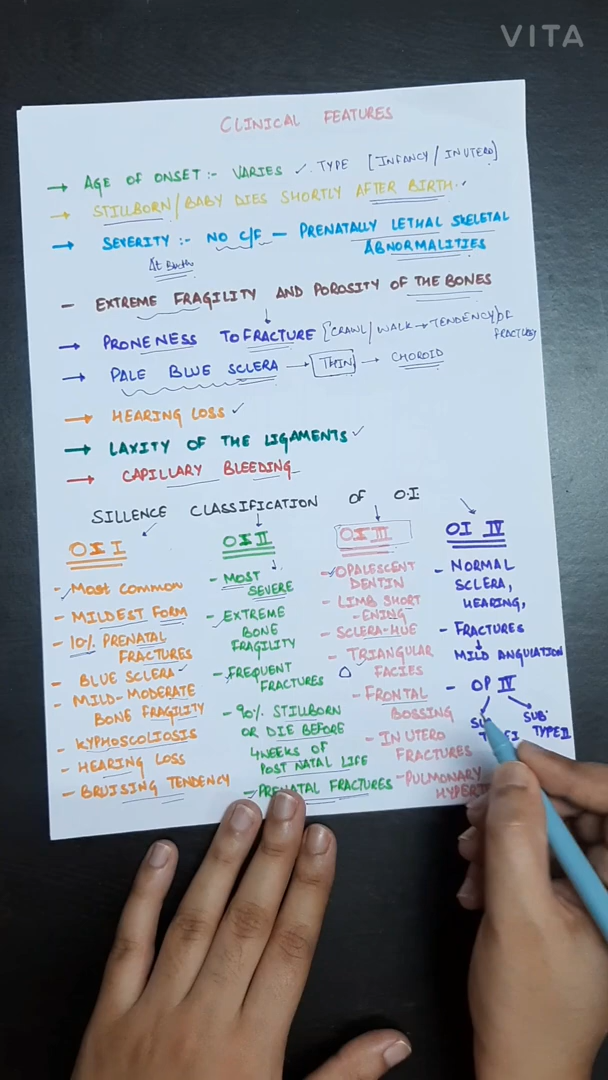 VITA
CLINICAL FEATURES
→ AGE OF ONSET :- VARIES ✓ TYPE [INFANCY / IN UTERO]
→ STILLBORN / BABY DIES SHORTLY AFTER BIRTH.
→ SEVERITY :- NO C/F — PRENATALLY LETHAL SKELETAL
At Birth
ABNORMALITIES
- EXTREME FRAGILITY AND POROSITY OF THE BONES
→ PRONENESS TO FRACTURE [CRAWL / WALK → TENDENCY OF
FRACTURE]
→ PALE BLUE SCLERA → THIN → CHOROID
→ HEARING LOSS ✓
→ LAXITY OF THE LIGAMENTS ✓
→ CAPILLARY BLEEDING
SILLENCE CLASSIFICATION OF O.I.
OI I
- Most Common
- MILDEST FORM
- 10% PRENATAL
FRACTURES
- BLUE SCLERA ✓
- MILD-MODERATE
BONE FRAGILITY
- KYPHOSCOLIOSIS
- HEARING LOSS
- BRUISING TENDENCY
OI II
- MOST
SEVERE
- EXTREME
BONE
FRAGILITY
- FREQUENT
FRACTURES
- 90% STILLBORN
OR DIE BEFORE
4 WEEKS OF
POST NATAL LIFE
- PRENATAL FRACTURES
OI III
- OPALESCENT
DENTIN
- LIMB SHORT
-ENING
- SCLERA-HUE
- TRIANGULAR
FACIES
- FRONTAL
BOSSING
- IN UTERO
FRACTURES
- PULMONARY
OI IV
- NORMAL
SCLERA,
HEARING,
- FRACTURES
↓
MILD ANGULATION
- OP IV
SUB
TYPE II